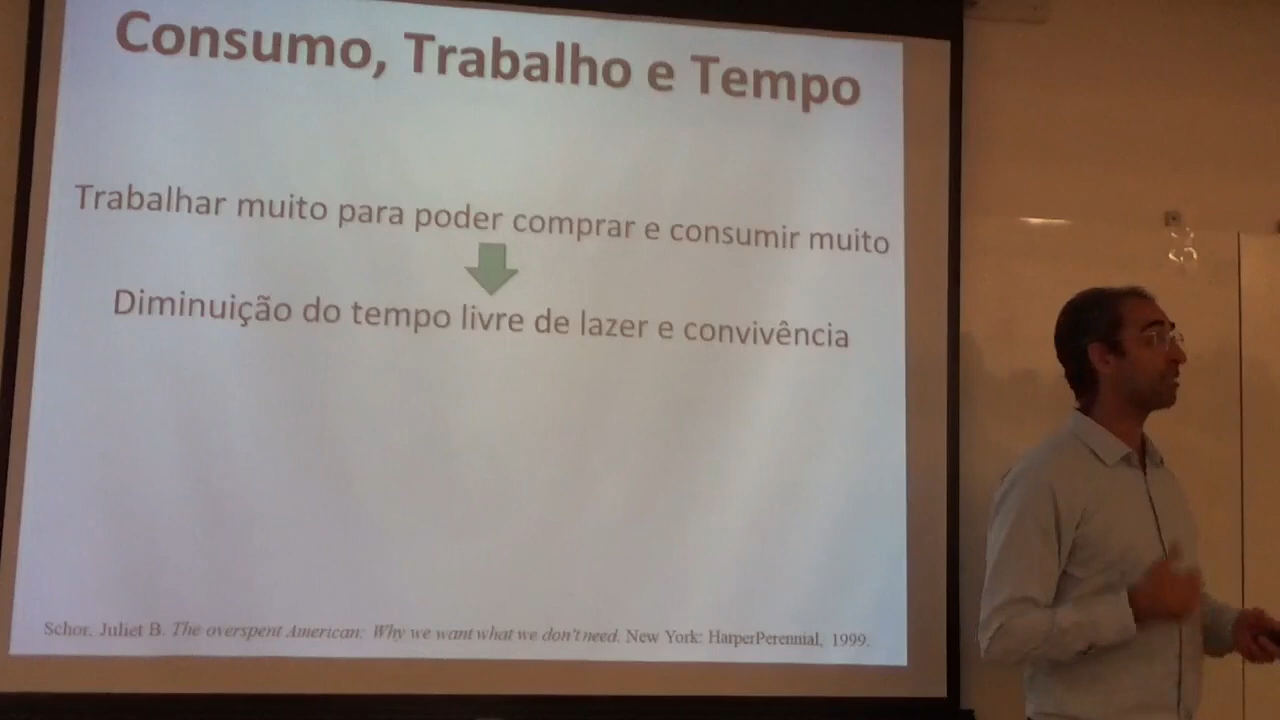 Consumo, Trabalho e Tempo
Trabalhar muito para poder comprar e consumir muito
Diminuição do tempo livre de lazer e convivência
Schor, Juliet B. The overspent American: Why we want what we don't need. New York: HarperPerennial, 1999.